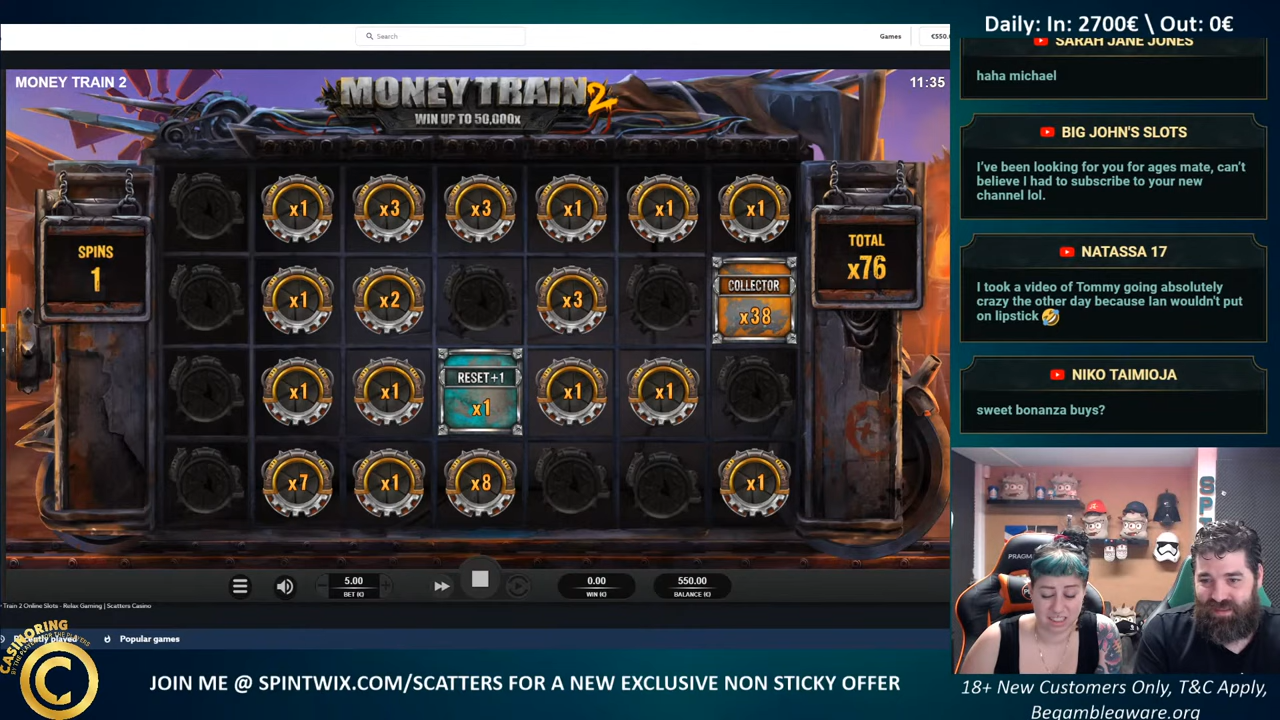 Daily: In: 2700€ \ Out: 0€
Search
Games
€550.
MONEY TRAIN 2
MONEY TRAIN 2
WIN UP TO 50,000x
11:35
SPINS
1
TOTAL
x76
x1 x3 x3 x1 x1 x1
x1 x2 x3
COLLECTOR
x38
x1 x1
RESET+1
x1
x1 x1
x7 x1 x8 x1
5.00
BET (€)
0.00
WIN (€)
550.00
BALANCE (€)
Train 2 Online Slots - Relax Gaming | Scatters Casino
Recently played
Popular games
CASINORING
C
JOIN ME @ SPINTWIX.COM/SCATTERS FOR A NEW EXCLUSIVE NON STICKY OFFER
SARAH JANE JONES
haha michael
BIG JOHN'S SLOTS
I've been looking for you for ages mate, can't
believe I had to subscribe to your new
channel lol.
NATASSA 17
I took a video of Tommy going absolutely
crazy the other day because Ian wouldn't put
on lipstick 🤣
NIKO TAIMIOJA
sweet bonanza buys?
PRAGM
18+ New Customers Only, T&C Apply,
Begambleaware.org